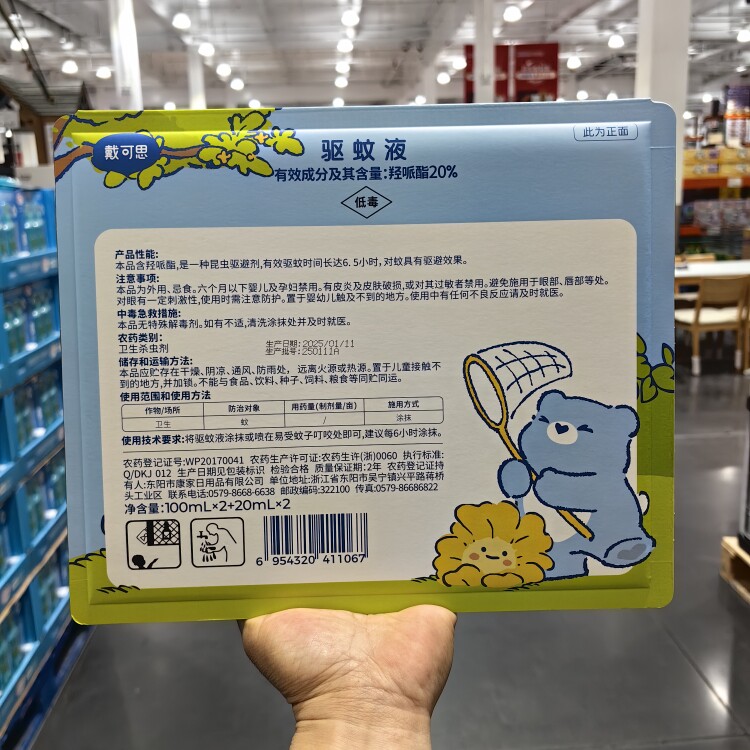 戴可思
此为正面
驱蚊液
有效成分及其含量:羟哌酯20%
低毒
产品性能:
本品含羟哌酯,是一种昆虫驱避剂,有效驱蚊时间长达6.5小时,对蚊具有驱避效果。
注意事项:
本品为外用、忌食。六个月以下婴儿及孕妇禁用。有皮炎及皮肤破损,或对其过敏者禁用。避免施用于眼部、唇部等处。
对眼有一定刺激性,使用时需注意防护。置于婴幼儿触及不到的地方。使用中有任何不良反应请及时就医。
中毒急救措施:
本品无特殊解毒剂。如有不适,清洗涂抹处并及时就医。
农药类别:
卫生杀虫剂
生产日期:2025/01/11
生产批号:250111A
储存和运输方法:
本品应贮存在干燥、阴凉、通风、防雨处，远离火源或热源。置于儿童接触不
到的地方,并加锁。不能与食品、饮料、种子、饲料、粮食等同贮同运。
使用范围和使用方法
作物/场所 防治对象 用药量(制剂量/亩) 施用方式
卫生 蚊 / 涂抹
使用技术要求:将驱蚊液涂抹或喷在易受蚊子叮咬处即可,建议每6小时涂抹。
农药登记证号:WP20170041 农药生产许可证:农药生许(浙)0060 执行标准:
Q/DKJ 012 生产日期见包装标识 检验合格 质量保证期:2年 农药登记证持
有人:东阳市康家日用品有限公司 单位地址:浙江省东阳市吴宁镇兴平路蒋桥
头工业区 联系电话:0579-8668-6638 邮政编码:322100 传真:0579-86686822
净含量:100mL×2+20mL×2
6 954320 411067